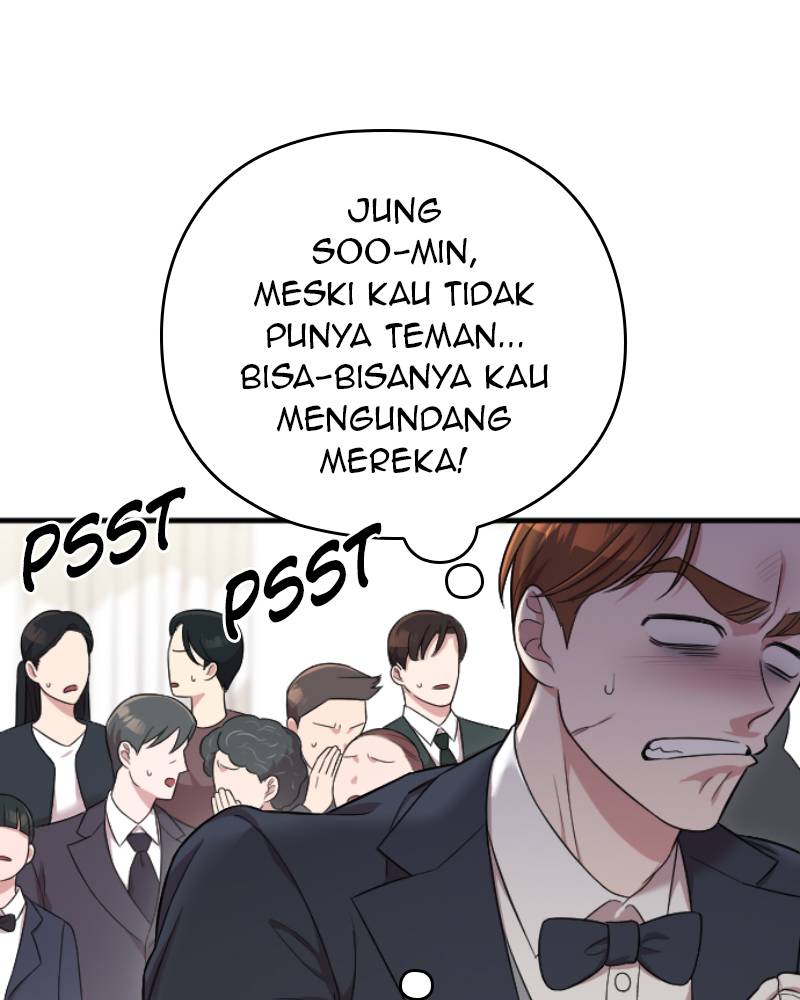 JUNG
SOO-MIN,
MESKI KAU TIDAK
PUNYA TEMAN...
BISA-BISANYA KAU
MENGUNDANG
MEREKA!
PSST
PSST